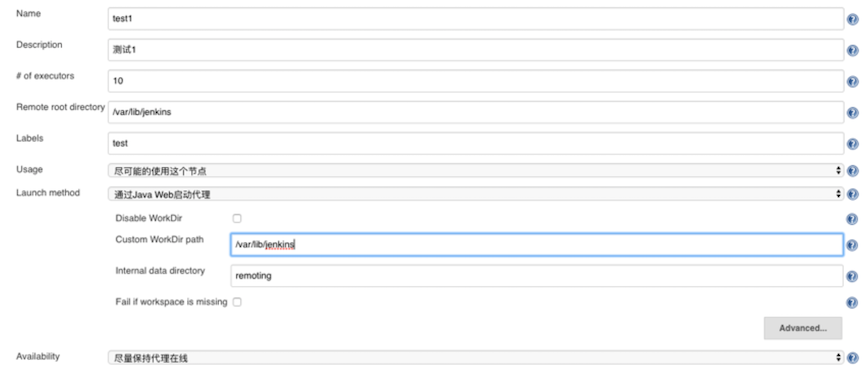 Name test1
Description 测试1
# of executors 10
Remote root directory /var/lib/jenkins
Labels test
Usage 尽可能的使用这个节点
Launch method 通过Java Web启动代理
Disable WorkDir
Custom WorkDir path /var/lib/jenkins
Internal data directory remoting
Fail if workspace is missing
Advanced...
Availability 尽量保持代理在线